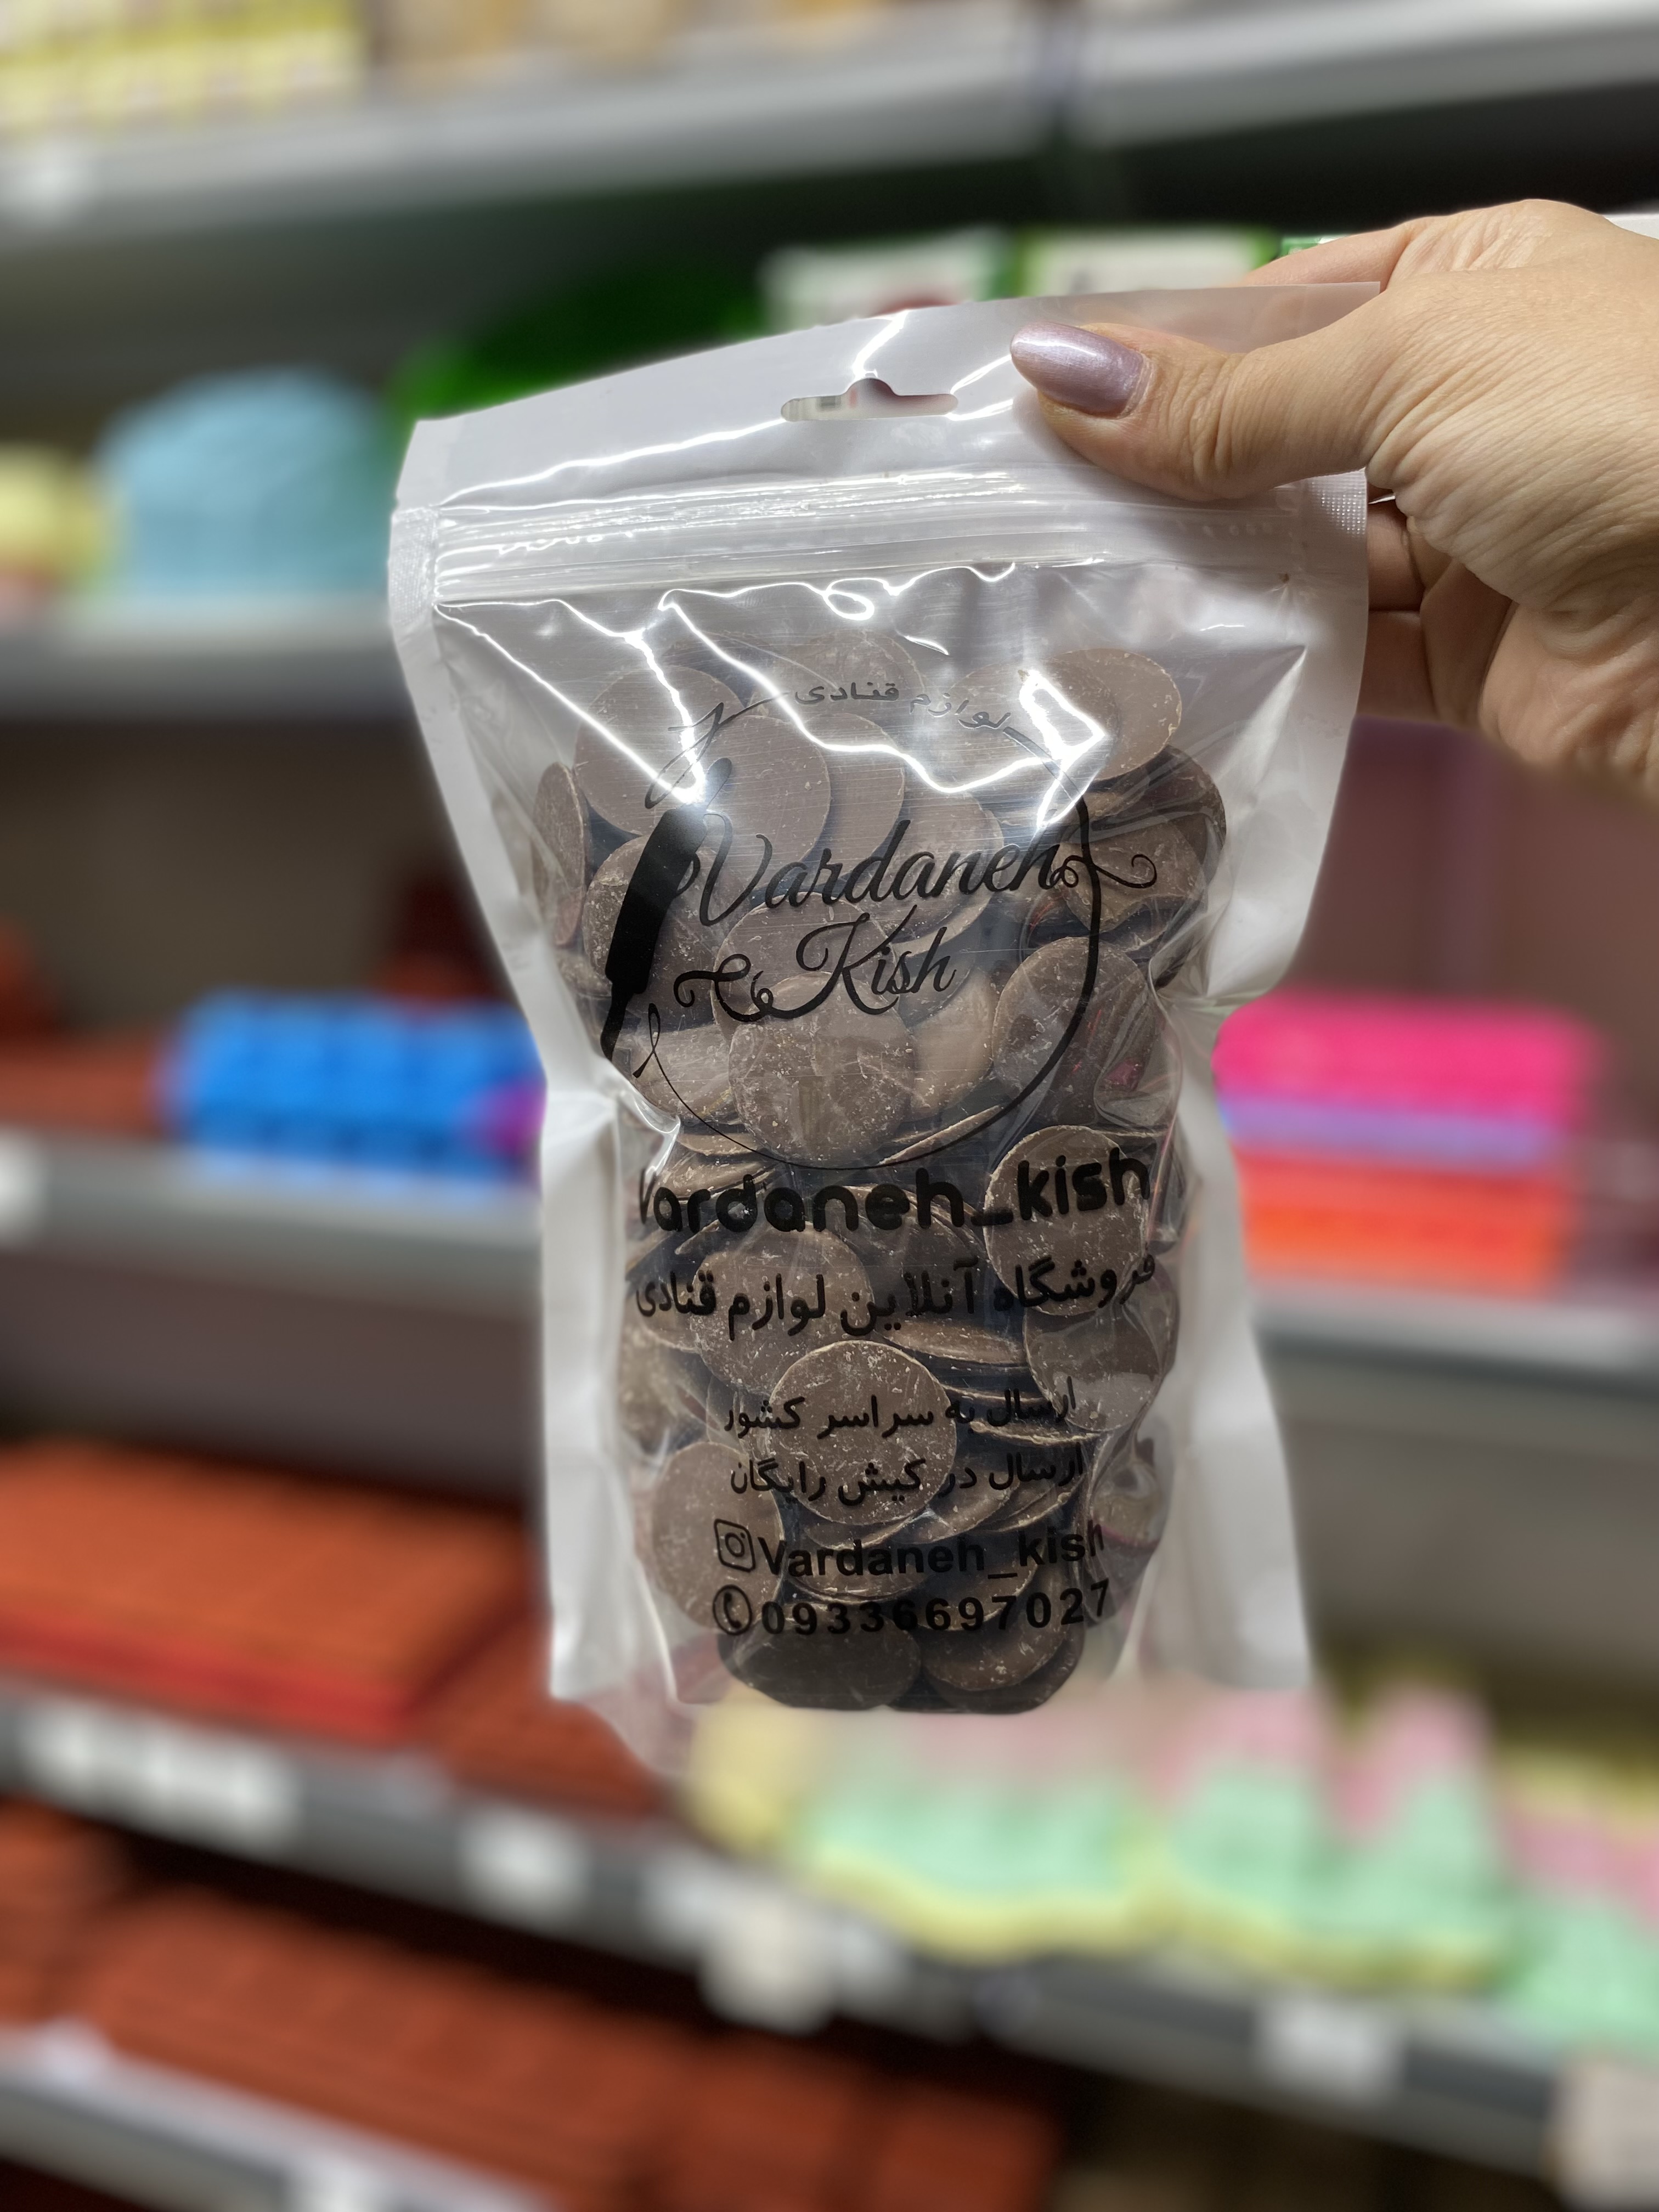 لوازم قنادی
Vardaneh
Kish
Vardaneh_kish
فروشگاه آنلاین لوازم قنادی
ارسال به سراسر کشور
ارسال در کیش رایگان
Vardaneh_kish
09336697027